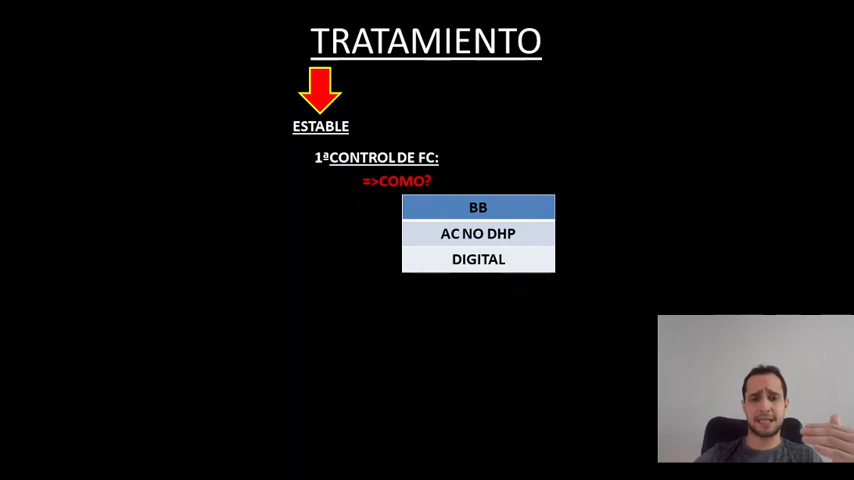 TRATAMIENTO
ESTABLE
1ªCONTROL DE FC:
=>COMO?
BB
AC NO DHP
DIGITAL